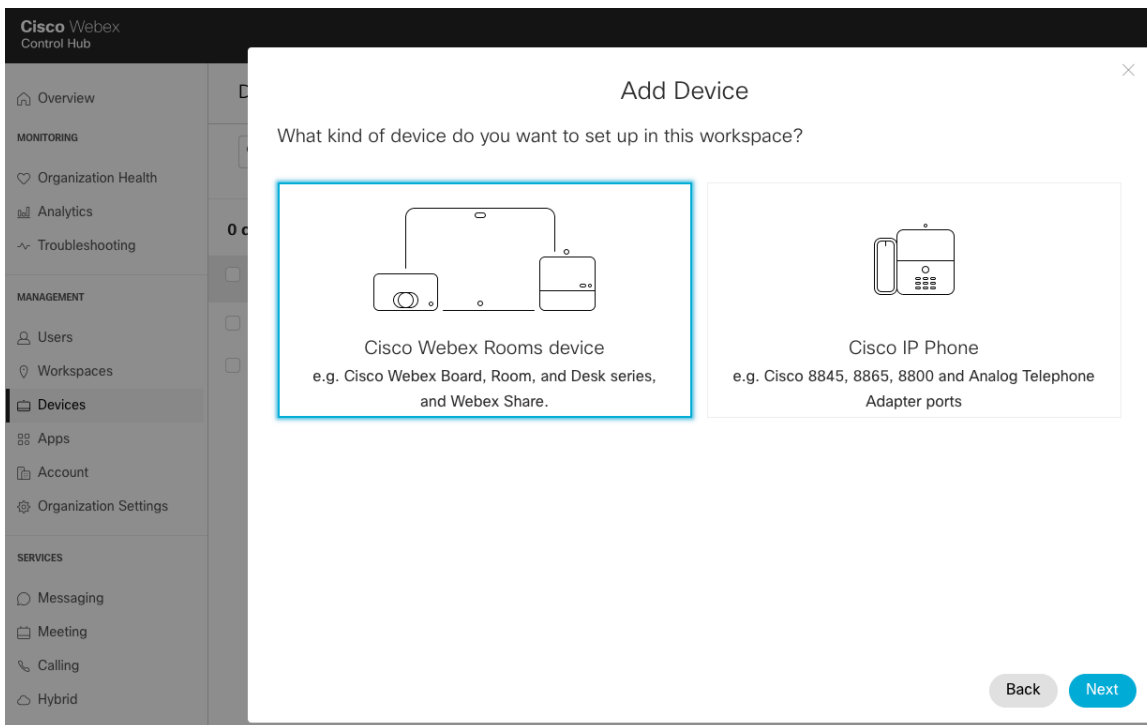 Cisco Webex
Control Hub
Overview
MONITORING
Organization Health
Analytics
Troubleshooting
MANAGEMENT
Users
Workspaces
Devices
Apps
Account
Organization Settings
SERVICES
Messaging
Meeting
Calling
Hybrid
D
0
Add Device
What kind of device do you want to set up in this workspace?
Cisco Webex Rooms device
e.g. Cisco Webex Board, Room, and Desk series,
and Webex Share.
Cisco IP Phone
e.g. Cisco 8845, 8865, 8800 and Analog Telephone
Adapter ports
Back
Next